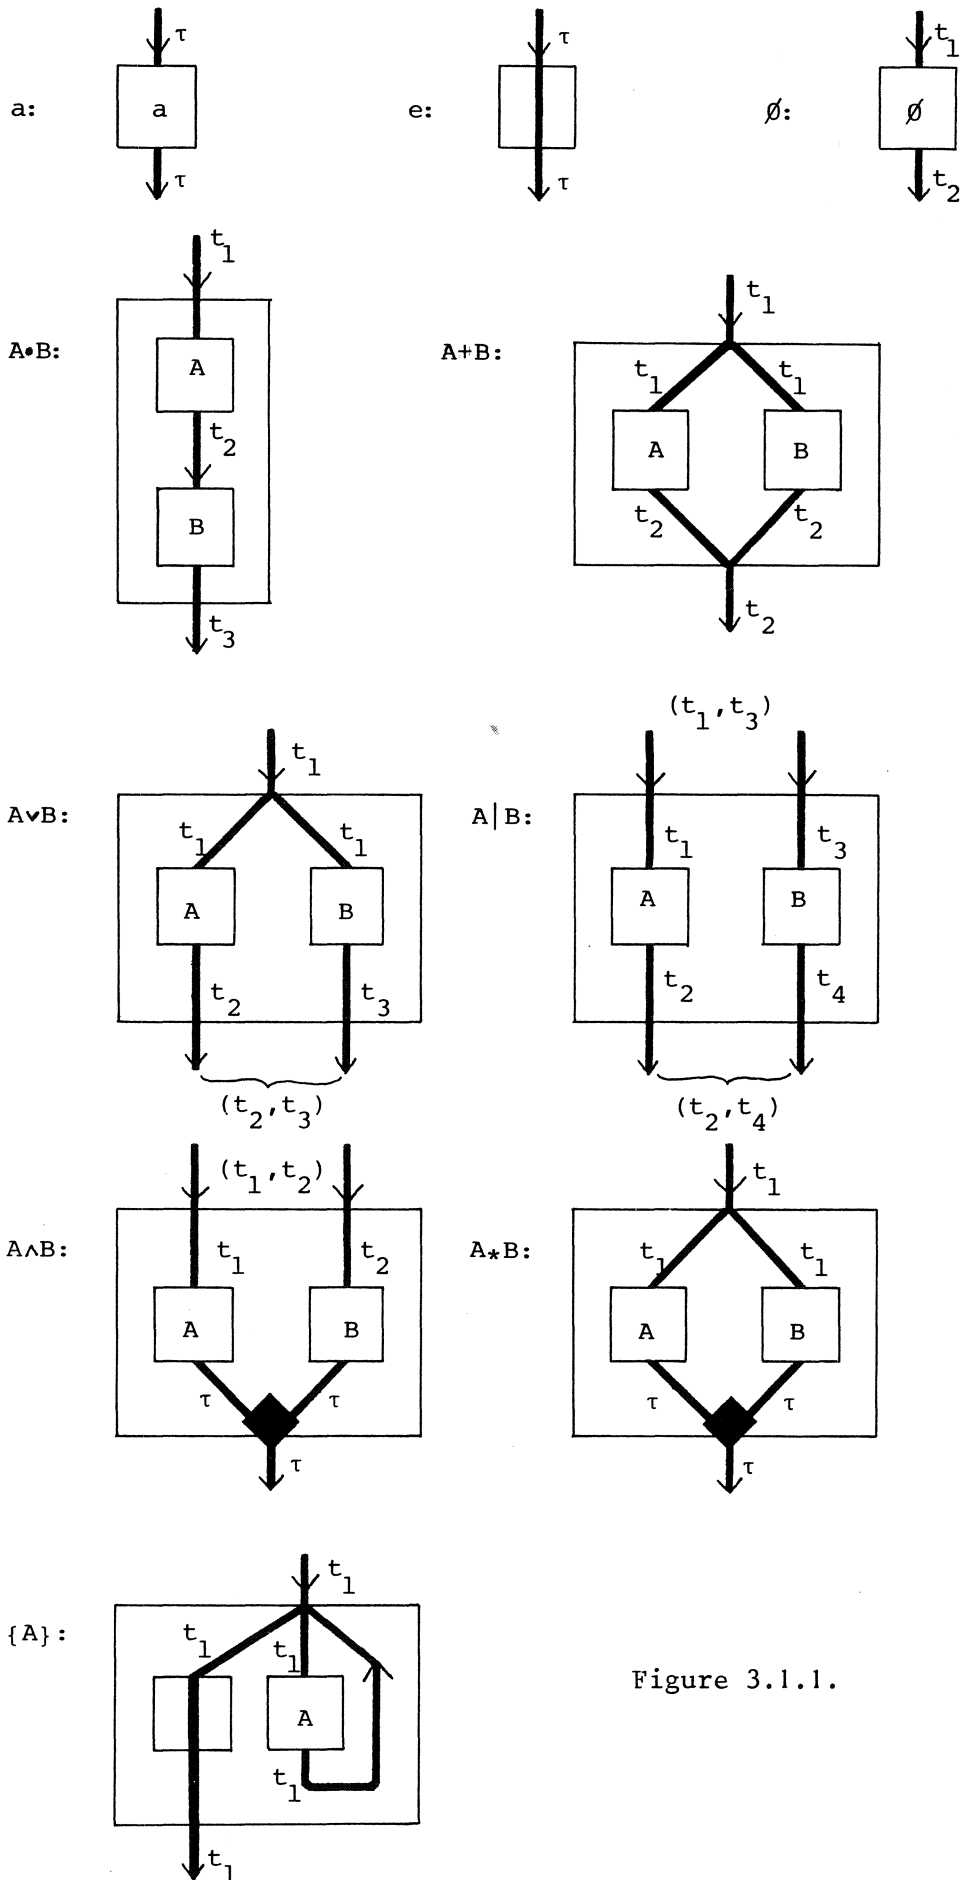 τ
τ
t1
a:
a
e:
Ø:
Ø
τ
τ
t2
t1
t1
A•B:
A
A+B:
t1
t1
t2
A
B
B
t2
t2
t3
t2
(t1,t3)
t1
A∨B:
A|B:
t1
t1
t1
t3
A
B
A
B
t2
t3
t2
t4
(t2,t3)
(t2,t4)
(t1,t2)
t1
A∧B:
t1
t2
A*B:
t1
t1
A
B
A
B
τ
τ
τ
τ
τ
τ
t1
{A}:
t1
t1
A
Figure 3.1.1.
t1
t1